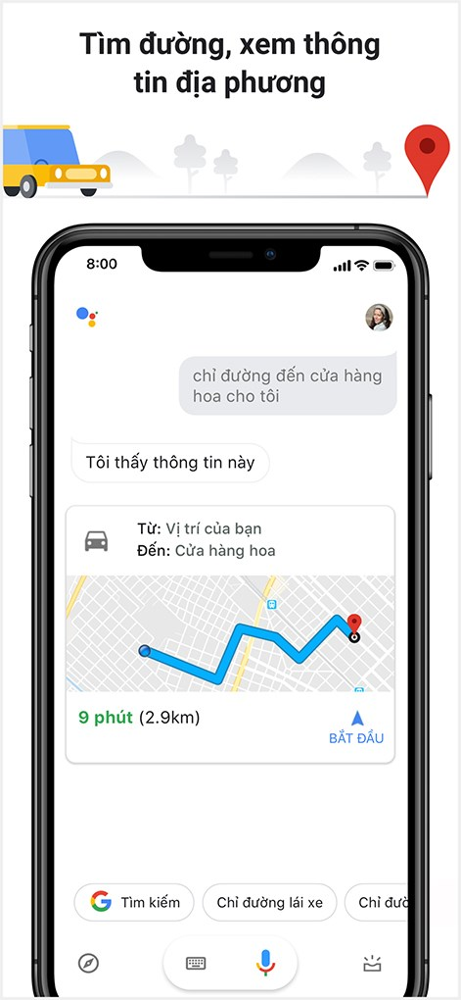 Tìm đường, xem thông
tin địa phương
8:00
chỉ đường đến cửa hàng
hoa cho tôi
Tôi thấy thông tin này
Từ: Vị trí của bạn
Đến: Cửa hàng hoa
9 phút (2.9km)
BẮT ĐẦU
Tìm kiếm
Chỉ đường lái xe
Chỉ